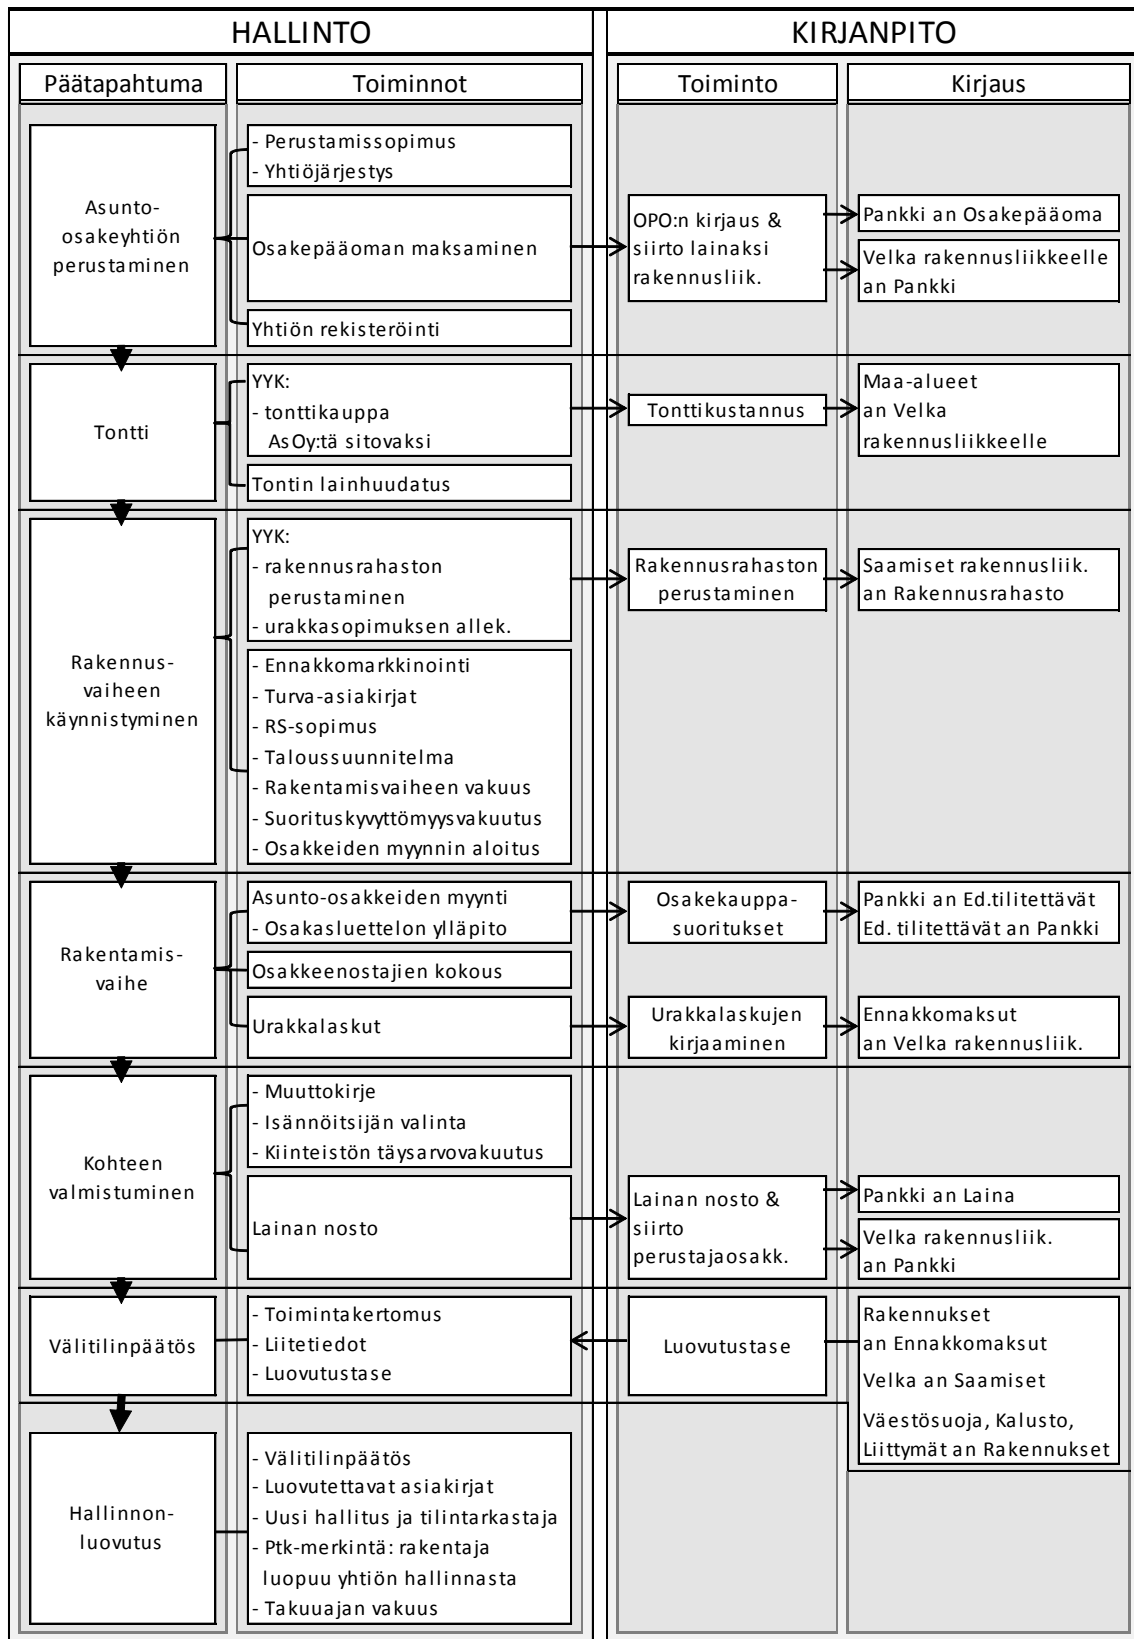 HALLINTO
KIRJANPITO
Päätapahtuma
Toiminnot
Toiminto
Kirjaus
Asunto-
osakeyhtiön
perustaminen
- Perustamissopimus
- Yhtiöjärjestys
Osakepääoman maksaminen
Yhtiön rekisteröinti
OPO:n kirjaus &
siirto lainaksi
rakennusliik.
Pankki an Osakepääoma
Velka rakennusliikkeelle
an Pankki
Tontti
YYK:
- tonttikauppa
AsOy:tä sitovaksi
Tontin lainhuudatus
Tonttikustannus
Maa-alueet
an Velka
rakennusliikkeelle
Rakennus-
vaiheen
käynnistyminen
YYK:
- rakennusrahaston
perustaminen
- urakkasopimuksen allek.
- Ennakkomarkkinointi
- Turva-asiakirjat
- RS-sopimus
- Taloussuunnitelma
- Rakentamisvaiheen vakuus
- Suorituskyvyttömyysvakuutus
- Osakkeiden myynnin aloitus
Rakennusrahaston
perustaminen
Saamiset rakennusliik.
an Rakennusrahasto
Rakentamis-
vaihe
Asunto-osakkeiden myynti
- Osakasluettelon ylläpito
Osakkeenostajien kokous
Urakkalaskut
Osakekauppa-
suoritukset
Pankki an Ed.tilitettävät
Ed. tilitettävät an Pankki
Urakkalaskujen
kirjaaminen
Ennakkomaksut
an Velka rakennusliik.
Kohteen
valmistuminen
- Muuttokirje
- Isännöitsijän valinta
- Kiinteistön täysarvovakuutus
Lainan nosto
Lainan nosto &
siirto
perustajaosakk.
Pankki an Laina
Velka rakennusliik.
an Pankki
Välitilinpäätös
- Toimintakertomus
- Liitetiedot
- Luovutustase
Luovutustase
Rakennukset
an Ennakkomaksut
Velka an Saamiset
Väestösuoja, Kalusto,
Liittymät an Rakennukset
Hallinnon-
luovutus
- Välitilinpäätös
- Luovutettavat asiakirjat
- Uusi hallitus ja tilintarkastaja
- Ptk-merkintä: rakentaja
luopuu yhtiön hallinnasta
- Takuuajan vakuus